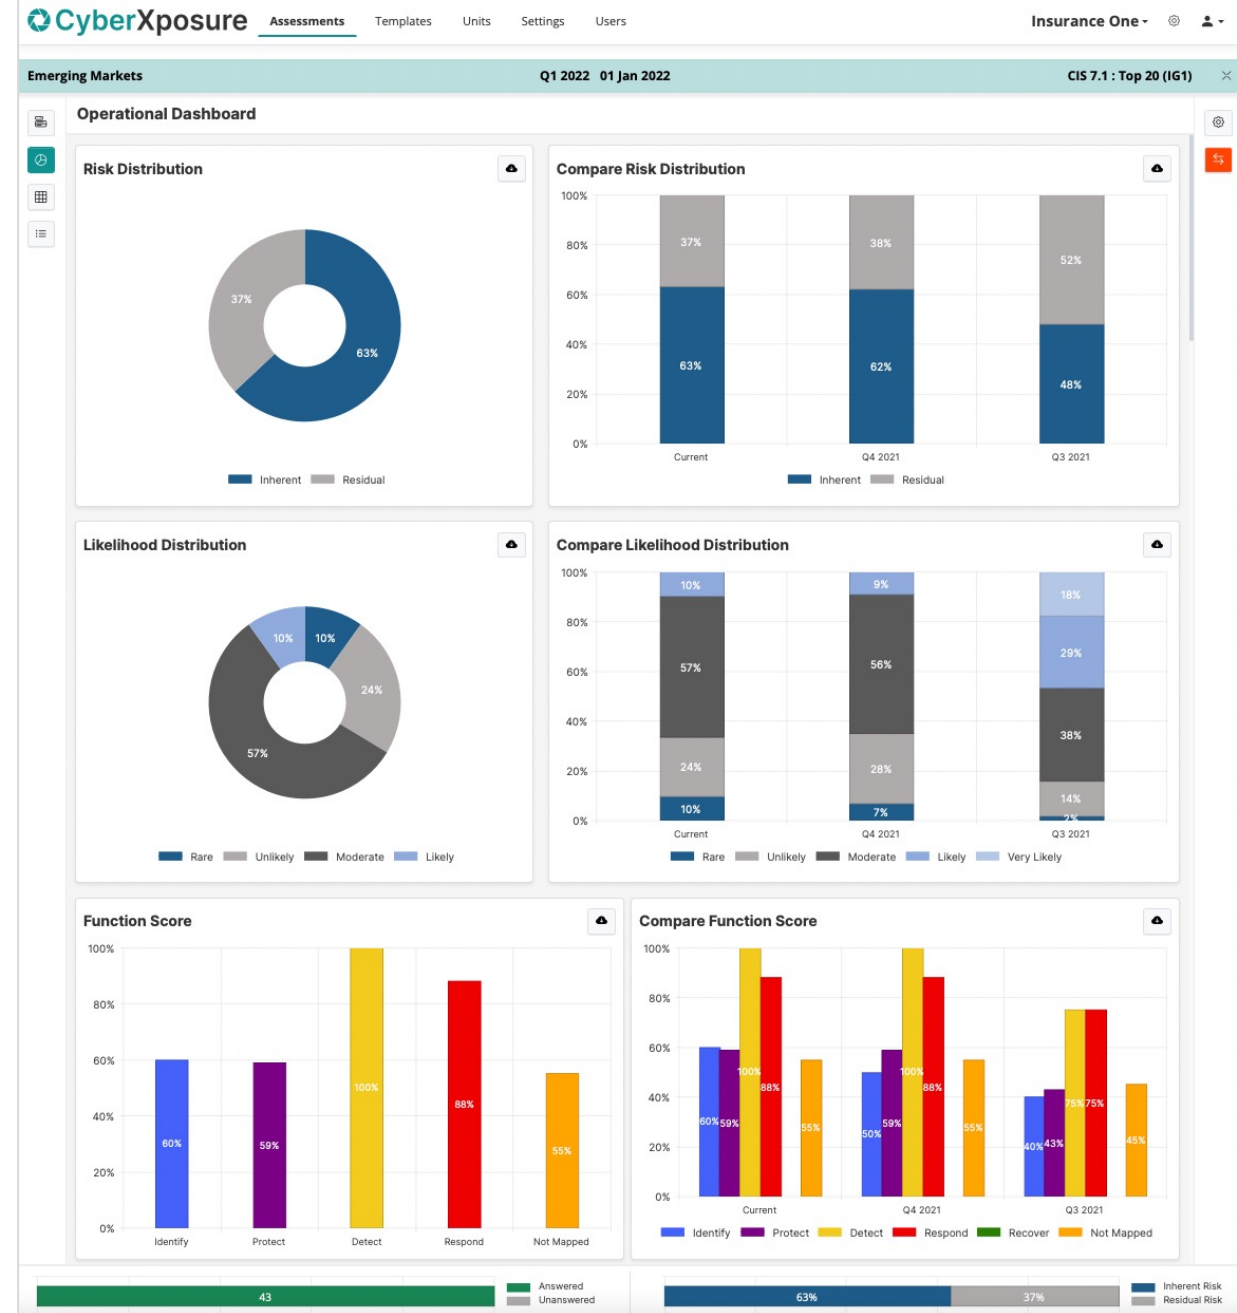 CyberXposure Assessments Templates Units Settings Users Insurance One
Emerging Markets Q1 2022 01 Jan 2022 CIS 7.1 : Top 20 (IG1)
Operational Dashboard
Risk Distribution
37%
63%
Inherent Residual
Compare Risk Distribution
100%
80%
60%
40%
20%
0%
37% 38% 52%
63% 62% 48%
Current Q4 2021 Q3 2021
Inherent Residual
Likelihood Distribution
10% 10%
24%
57%
Rare Unlikely Moderate Likely
Compare Likelihood Distribution
100%
80%
60%
40%
20%
0%
10% 9% 18%
29%
57% 56% 38%
24% 28% 14%
10% 7% 2%
Current Q4 2021 Q3 2021
Rare Unlikely Moderate Likely Very Likely
Function Score
100%
80%
60%
40%
20%
0%
60% 59% 100% 88% 55%
Identify Protect Detect Respond Not Mapped
Compare Function Score
100%
80%
60%
40%
20%
0%
60% 59% 100% 88% 55%
50% 59% 100% 88% 55%
40% 43% 75% 75% 45%
Current Q4 2021 Q3 2021
Identify Protect Detect Respond Recover Not Mapped
43
Answered
Unanswered
63% 37%
Inherent Risk
Residual Risk